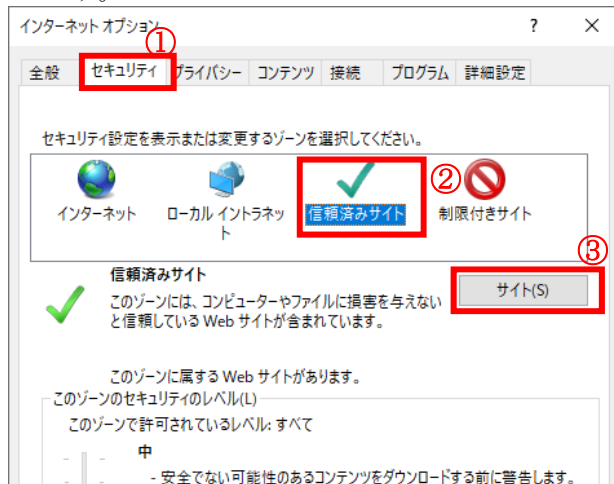 インターネット オプション
?
×
①
全般
セキュリティ
プライバシー
コンテンツ
接続
プログラム
詳細設定
セキュリティ設定を表示または変更するゾーンを選択してください。
②
インターネット
ローカル イントラネット
信頼済みサイト
制限付きサイト
③
信頼済みサイト
サイト(S)
このゾーンには、コンピューターやファイルに損害を与えない
と信頼している Web サイトが含まれています。
このゾーンに属する Web サイトがあります。
このゾーンのセキュリティのレベル(L)
このゾーンで許可されているレベル: すべて
中
- 安全でない可能性のあるコンテンツをダウンロードする前に警告します。